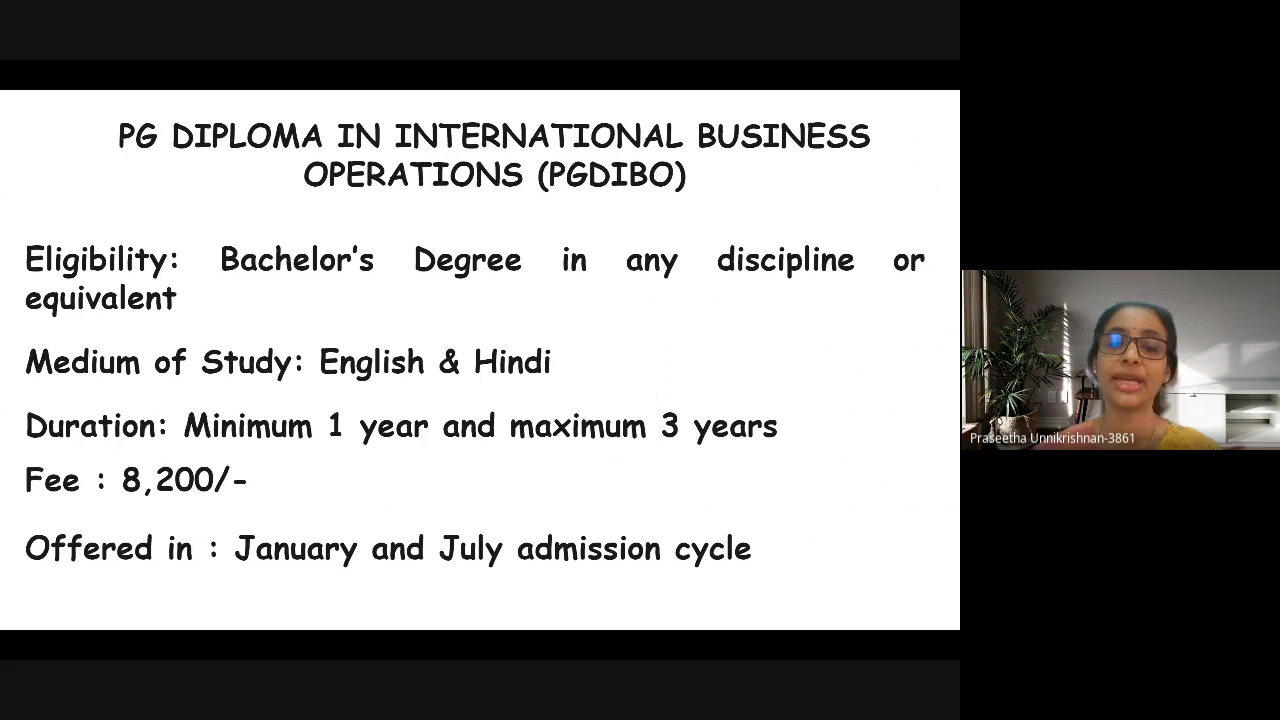 PG DIPLOMA IN INTERNATIONAL BUSINESS
OPERATIONS (PGDIBO)
Eligibility: Bachelor's Degree in any discipline or
equivalent
Medium of Study: English & Hindi
Duration: Minimum 1 year and maximum 3 years
Fee : 8,200/-
Offered in : January and July admission cycle
Praseetha Unnikrishnan-3861